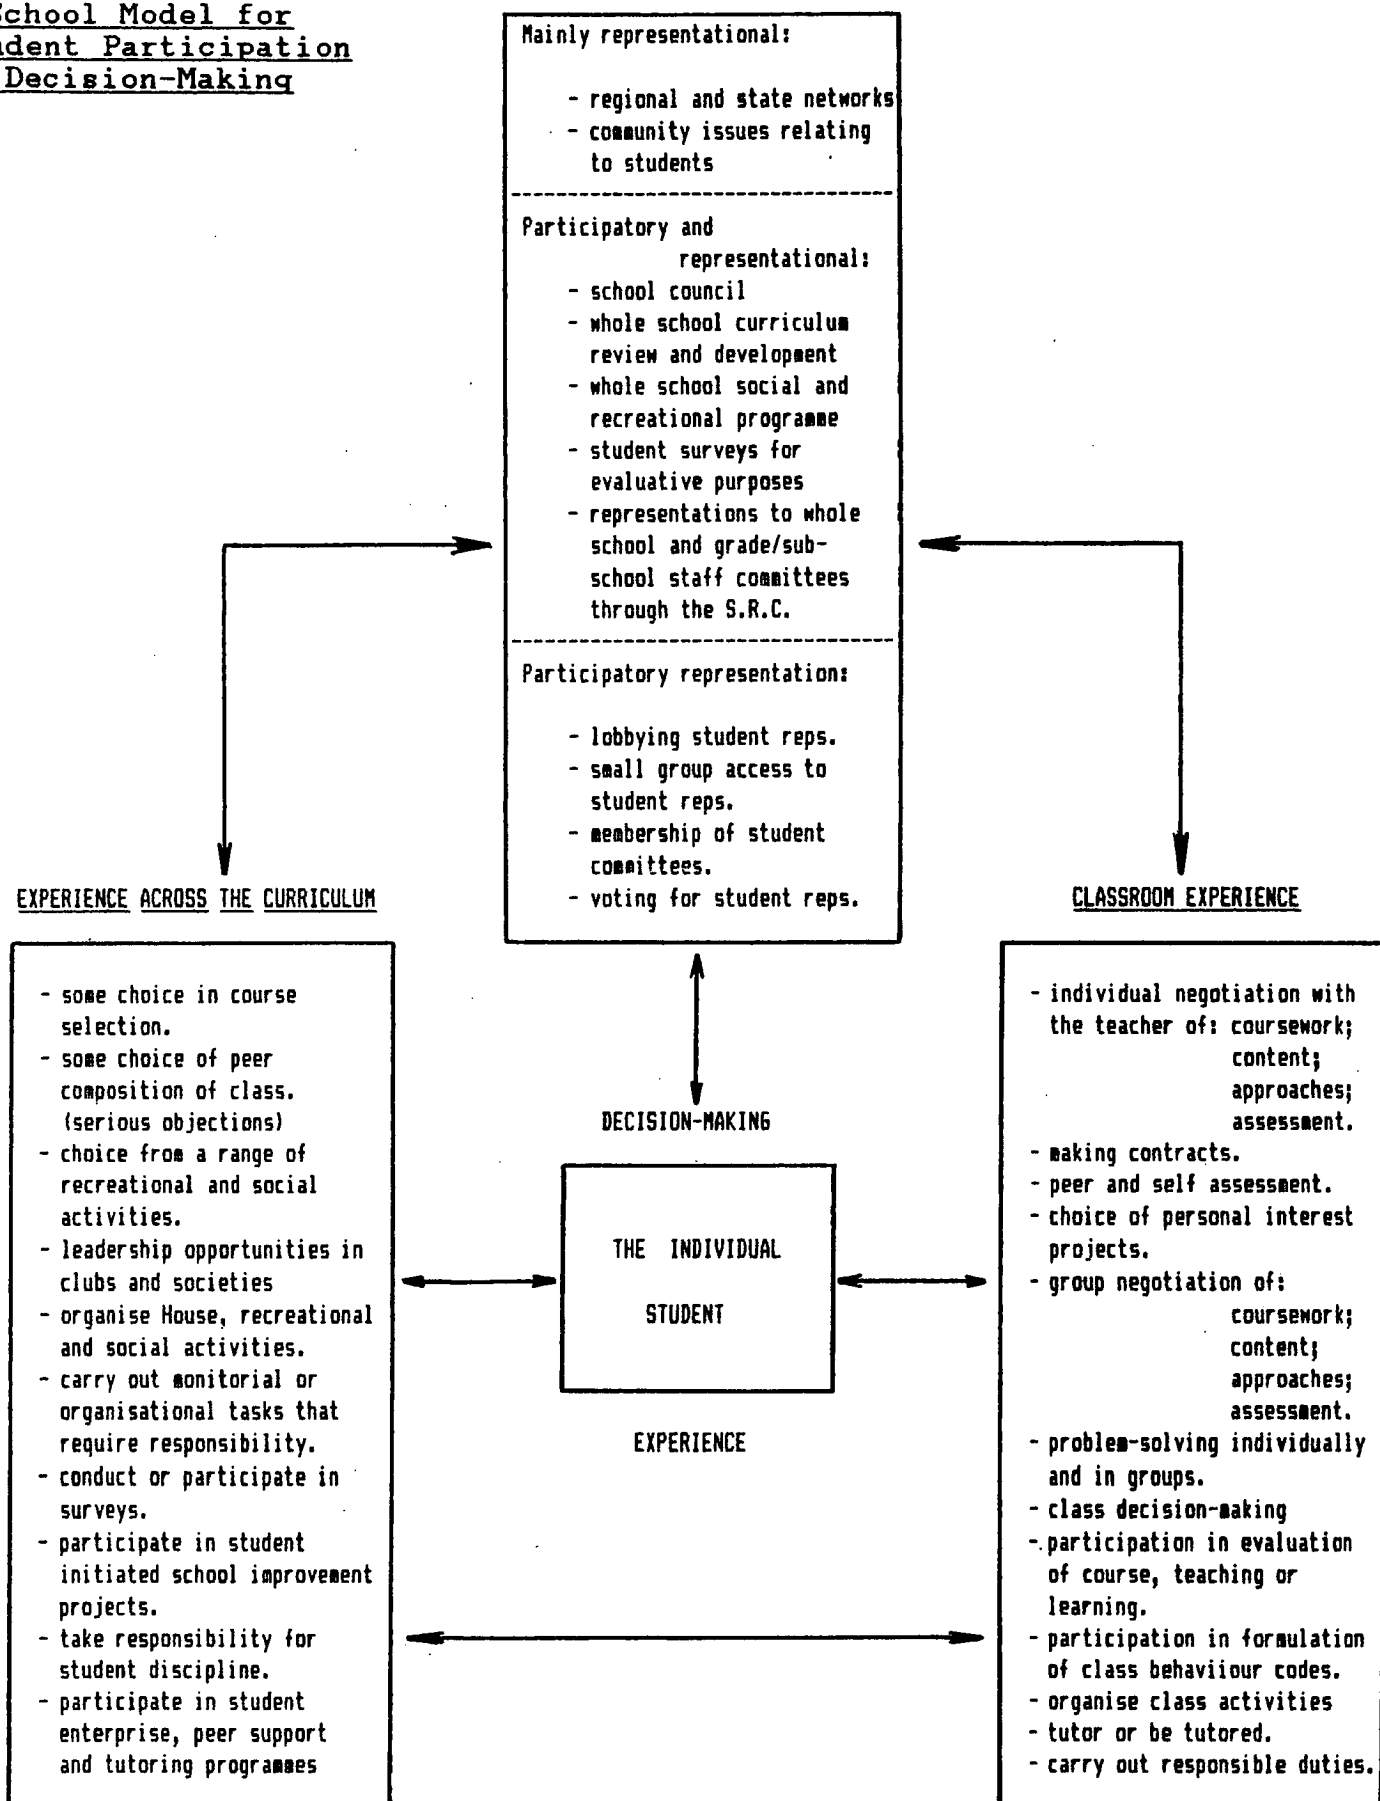 School Model for
udent Participation
Decision-Making
Mainly representational:
- regional and state networks
- community issues relating
to students
Participatory and
representational:
- school council
- whole school curriculum
review and development
- whole school social and
recreational programme
- student surveys for
evaluative purposes
- representations to whole
school and grade/sub-
school staff committees
through the S.R.C.
Participatory representation:
- lobbying student reps.
- small group access to
student reps.
- membership of student
committees.
- voting for student reps.
EXPERIENCE ACROSS THE CURRICULUM
- some choice in course
selection.
- some choice of peer
composition of class.
(serious objections)
- choice from a range of
recreational and social
activities.
- leadership opportunities in
clubs and societies
- organise House, recreational
and social activities.
- carry out monitorial or
organisational tasks that
require responsibility.
- conduct or participate in
surveys.
- participate in student
initiated school improvement
projects.
- take responsibility for
student discipline.
- participate in student
enterprise, peer support
and tutoring programmes
DECISION-MAKING
THE INDIVIDUAL
STUDENT
EXPERIENCE
CLASSROOM EXPERIENCE
- individual negotiation with
the teacher of: coursework;
content;
approaches;
assessment.
- making contracts.
- peer and self assessment.
- choice of personal interest
projects.
- group negotiation of:
coursework;
content;
approaches;
assessment.
- problem-solving individually
and in groups.
- class decision-making
- participation in evaluation
of course, teaching or
learning.
- participation in formulation
of class behaviiour codes.
- organise class activities
- tutor or be tutored.
- carry out responsible duties.